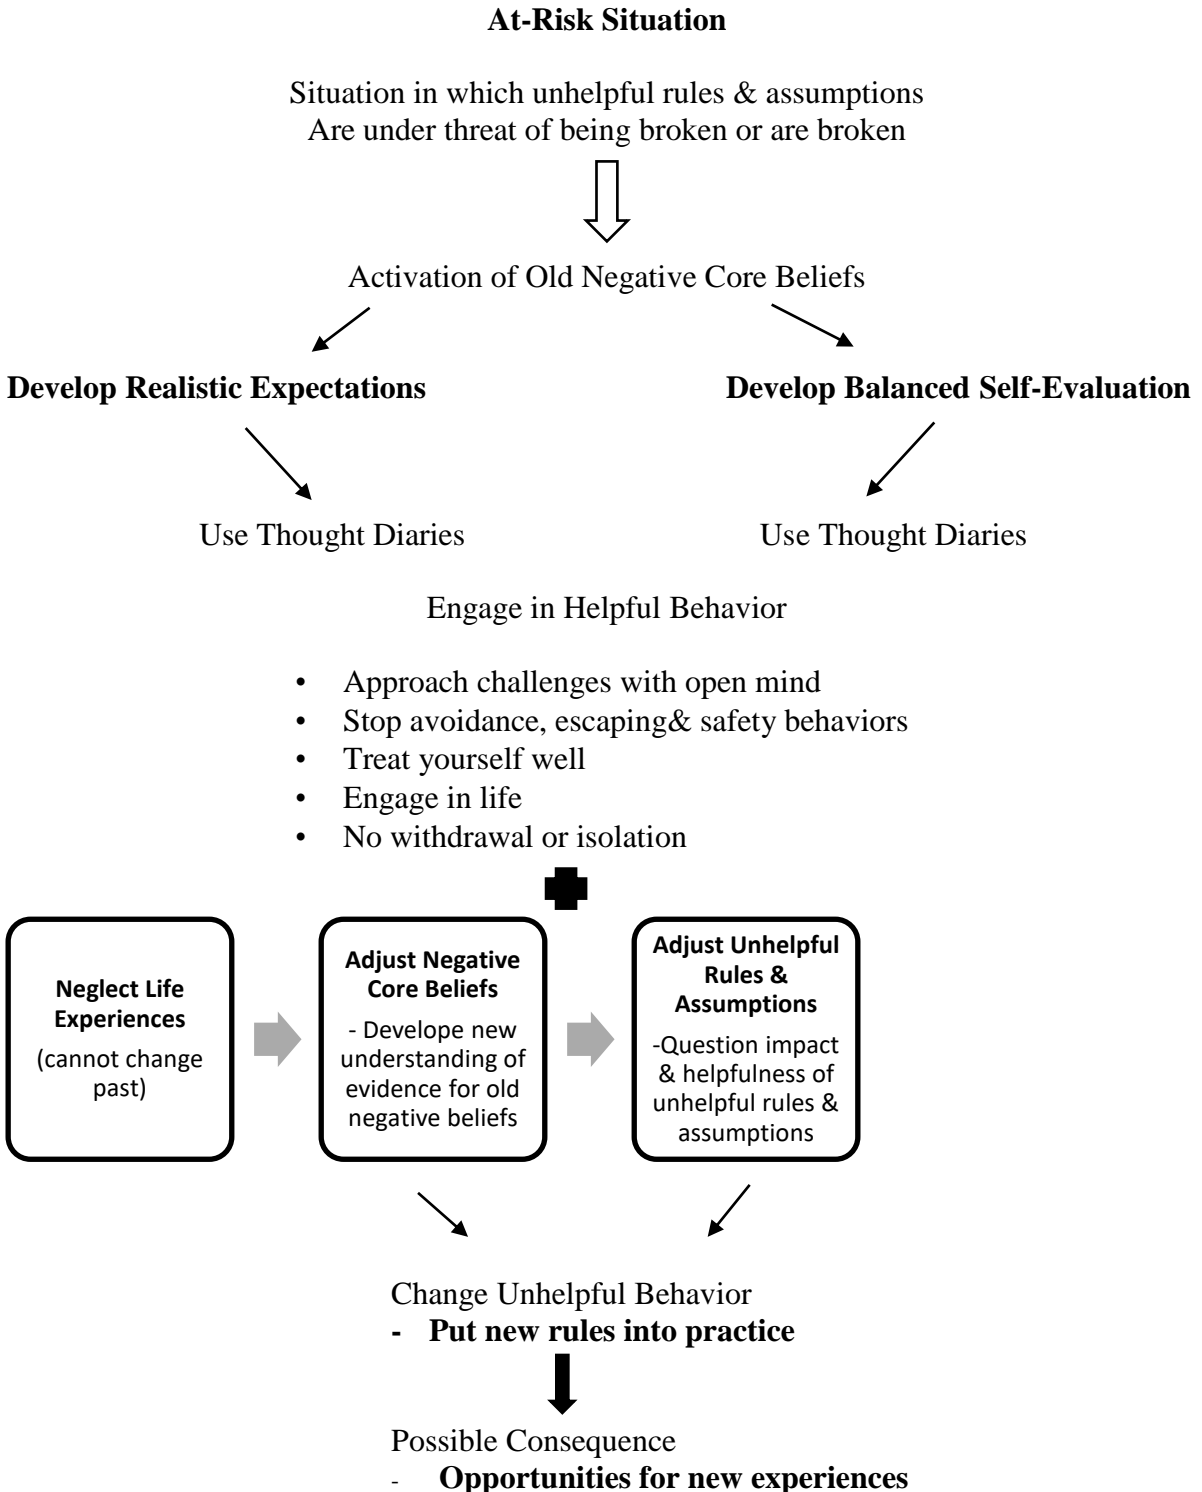 At-Risk Situation
Situation in which unhelpful rules & assumptions
Are under threat of being broken or are broken
Activation of Old Negative Core Beliefs
Develop Realistic Expectations
Develop Balanced Self-Evaluation
Use Thought Diaries
Use Thought Diaries
Engage in Helpful Behavior
• Approach challenges with open mind
• Stop avoidance, escaping& safety behaviors
• Treat yourself well
• Engage in life
• No withdrawal or isolation
Neglect Life
Experiences
(cannot change
past)
Adjust Negative
Core Beliefs
- Develope new
understanding of
evidence for old
negative beliefs
Adjust Unhelpful
Rules &
Assumptions
-Question impact
& helpfulness of
unhelpful rules &
assumptions
Change Unhelpful Behavior
- Put new rules into practice
Possible Consequence
- Opportunities for new experiences